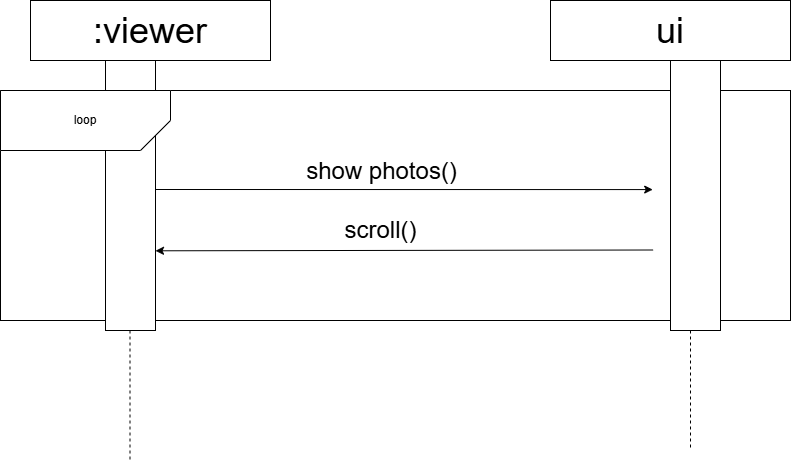 :viewer
ui
loop
show photos()
scroll()